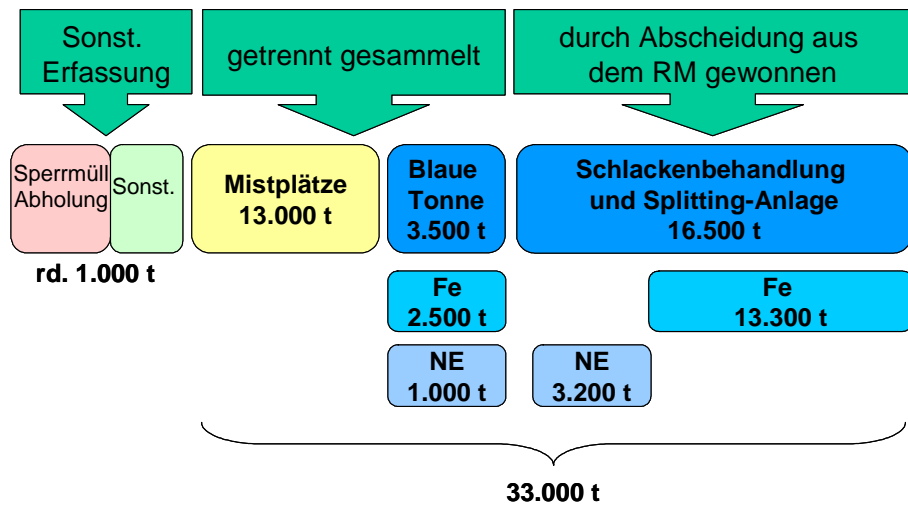 Sonst.
Erfassung
getrennt gesammelt
durch Abscheidung aus
dem RM gewonnen
Sperrmüll
Abholung
Sonst.
rd. 1.000 t
Mistplätze
13.000 t
Blaue
Tonne
3.500 t
Schlackenbehandlung
und Splitting-Anlage
16.500 t
Fe
2.500 t
Fe
13.300 t
NE
1.000 t
NE
3.200 t
33.000 t